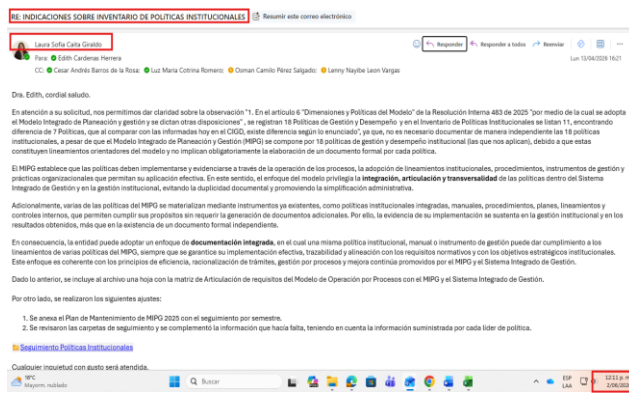 RE: INDICACIONES SOBRE INVENTARIO DE POLITICAS INSTITUCIONALES Resumir este correo electrónico
Laura Sofia Caita Giraldo
Responder Responder a todos Reenviar
Para: Edith Cardenas Herrera
Lun 13/04/2026 16:21
CC: Cesar Andrés Barros de la Rosa; Luz Maria Cotrina Romero; Osman Camilo Pérez Salgado; Lenny Nayibe Leon Vargas
Dra. Edith, cordial saludo.
En atención a su solicitud, nos permitimos dar claridad sobre la observación "1. En el artículo 6 "Dimensiones y Políticas del Modelo" de la Resolución Interna 483 de 2025 "por medio de la cual se adopta
el Modelo Integrado de Planeación y gestión y se dictan otras disposiciones" , se registran 18 Políticas de Gestión y Desempeño y en el Inventario de Políticas Institucionales se listan 11, encontrando
diferencia de 7 Políticas, que al comparar con las informadas hoy en el CIGD, existe diferencia según lo enunciado", ya que, no es necesario documentar de manera independiente las 18 políticas
institucionales, a pesar de que el Modelo Integrado de Planeación y Gestión (MIPG) se compone por 18 políticas de gestión y desempeño institucional (las que nos aplican), debido a que estas
constituyen lineamientos orientadores del modelo y no implican obligatoriamente la elaboración de un documento formal por cada política.
El MIPG establece que las políticas deben implementarse y evidenciarse a través de la operación de los procesos, la adopción de lineamientos institucionales, procedimientos, instrumentos de gestión y
prácticas organizacionales que permitan su aplicación efectiva. En este sentido, el enfoque del modelo privilegia la integración, articulación y transversalidad de las políticas dentro del Sistema
Integrado de Gestión y en la gestión institucional, evitando la duplicidad documental y promoviendo la simplificación administrativa.
Adicionalmente, varias de las políticas del MIPG se materializan mediante instrumentos ya existentes, como políticas institucionales integradas, manuales, procedimientos, planes, lineamientos y
controles internos, que permiten cumplir sus propósitos sin requerir la generación de documentos adicionales. Por ello, la evidencia de su implementación se sustenta en la gestión institucional y en los
resultados obtenidos, más que en la existencia de un documento formal independiente.
En consecuencia, la entidad puede adoptar un enfoque de documentación integrada, en el cual una misma política institucional, manual o instrumento de gestión puede dar cumplimiento a los
lineamientos de varias políticas del MIPG, siempre que se garantice su implementación efectiva, trazabilidad y alineación con los requisitos normativos y con los objetivos estratégicos institucionales.
Este enfoque es coherente con los principios de eficiencia, racionalización de trámites, gestión por procesos y mejora continua promovidos por el MIPG y el Sistema Integrado de Gestión.
Dado lo anterior, se incluye al archivo una hoja con la matriz de Articulación de requisitos del Modelo de Operación por Procesos con el MIPG y el Sistema Integrado de Gestión.
Por otro lado, se realizaron los siguientes ajustes:
1. Se anexa el Plan de Mantenimiento de MIPG 2025 con el seguimiento por semestre.
2. Se revisaron las carpetas de seguimiento y se complementó la información que hacía falta, teniendo en cuenta la información suministrada por cada líder de política.
Seguimiento Políticas Institucionales
Cualquier inquietud con gusto será atendida.
18°C
Mayorm. nublado
Buscar
ESP
LAA
12:11 p. m.